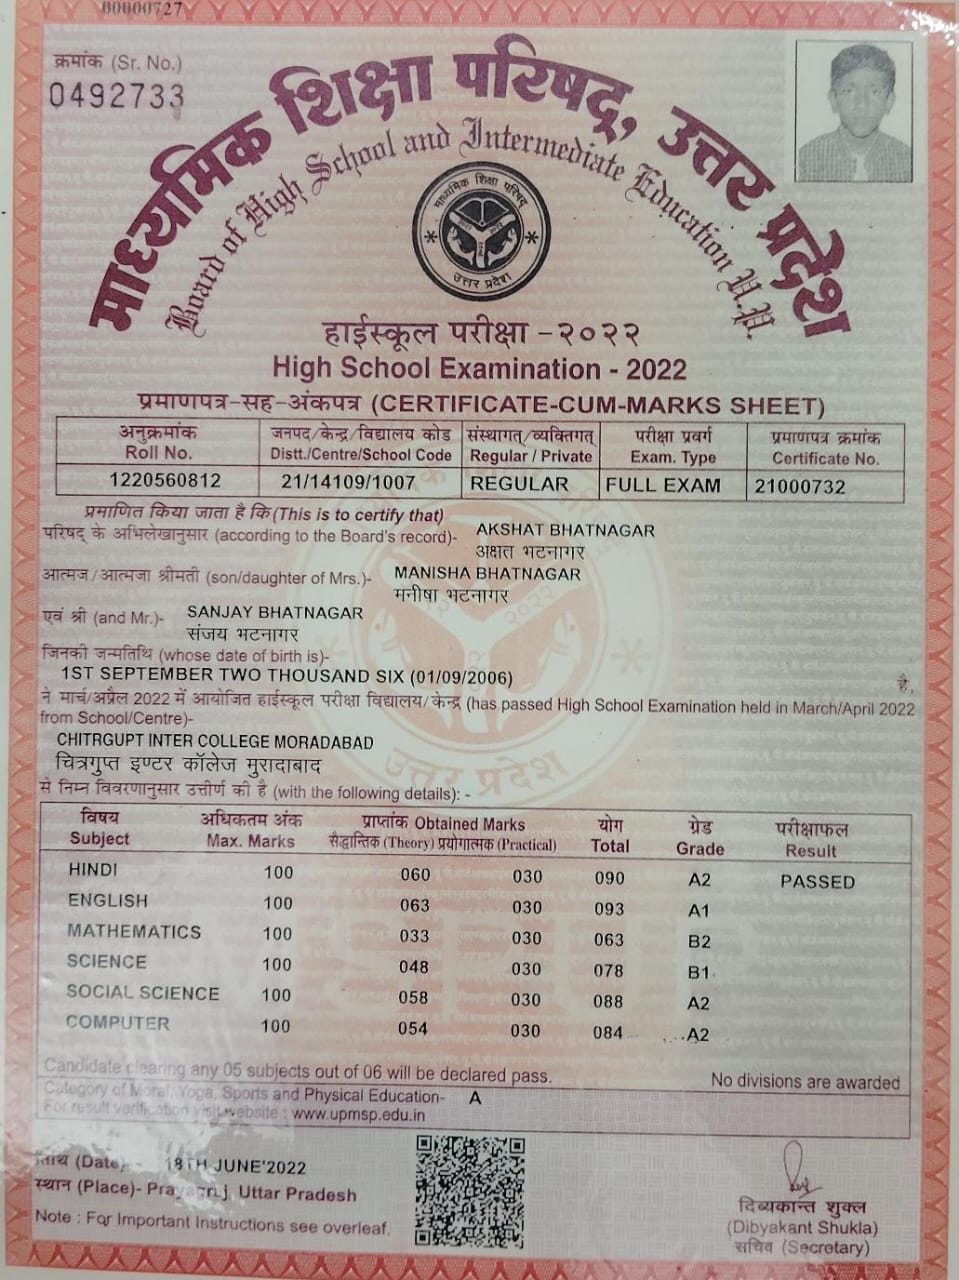 00000727
क्रमांक (Sr. No.)
0492733
माध्यमिक शिक्षा परिषद्, उत्तर प्रदेश
Board of High School and Intermediate Education U.P.
माध्यमिक शिक्षा परिषद्
उत्तर प्रदेश
हाईस्कूल परीक्षा -२०२२
High School Examination - 2022
प्रमाणपत्र-सह-अंकपत्र (CERTIFICATE-CUM-MARKS SHEET)
अनुक्रमांक जनपद/केन्द्र/विद्यालय कोड संस्थागत/व्यक्तिगत परीक्षा प्रवर्ग प्रमाणपत्र क्रमांक
Roll No. Distt./Centre/School Code Regular / Private Exam. Type Certificate No.
1220560812 21/14109/1007 REGULAR FULL EXAM 21000732
प्रमाणित किया जाता है कि (This is to certify that)
परिषद् के अभिलेखानुसार (according to the Board's record)- AKSHAT BHATNAGAR
अक्षत भटनागर
आत्मज/आत्मजा श्रीमती (son/daughter of Mrs.)- MANISHA BHATNAGAR
मनीषा भटनागर
एवं श्री (and Mr.)- SANJAY BHATNAGAR
संजय भटनागर
जिनकी जन्मतिथि (whose date of birth is)-
1ST SEPTEMBER TWO THOUSAND SIX (01/09/2006) है,
ने मार्च/अप्रैल 2022 में आयोजित हाईस्कूल परीक्षा विद्यालय/केन्द्र (has passed High School Examination held in March/April 2022
from School/Centre)-
CHITRGUPT INTER COLLEGE MORADABAD
चित्रगुप्त इण्टर कॉलेज मुरादाबाद
उत्तर प्रदेश
से निम्न विवरणानुसार उत्तीर्ण की है (with the following details): -
विषय अधिकतम अंक प्राप्तांक Obtained Marks योग ग्रेड परीक्षाफल
Subject Max. Marks सैद्धान्तिक (Theory) प्रयोगात्मक (Practical) Total Grade Result
HINDI 100 060 030 090 A2 PASSED
ENGLISH 100 063 030 093 A1
MATHEMATICS 100 033 030 063 B2
SCIENCE 100 048 030 078 B1
SOCIAL SCIENCE 100 058 030 088 A2
COMPUTER 100 054 030 084 A2
Candidate clearing any 05 subjects out of 06 will be declared pass. No divisions are awarded
Category of Moral, Yoga, Sports and Physical Education- A
For result verification visit website : www.upmsp.edu.in
(Date) - 18TH JUNE'2022
स्थान (Place)- Uttar Pradesh
Note : For Important Instructions see overleaf.
दिब्यकान्त शुक्ल
(Dibyakant Shukla)
सचिव (Secretary)